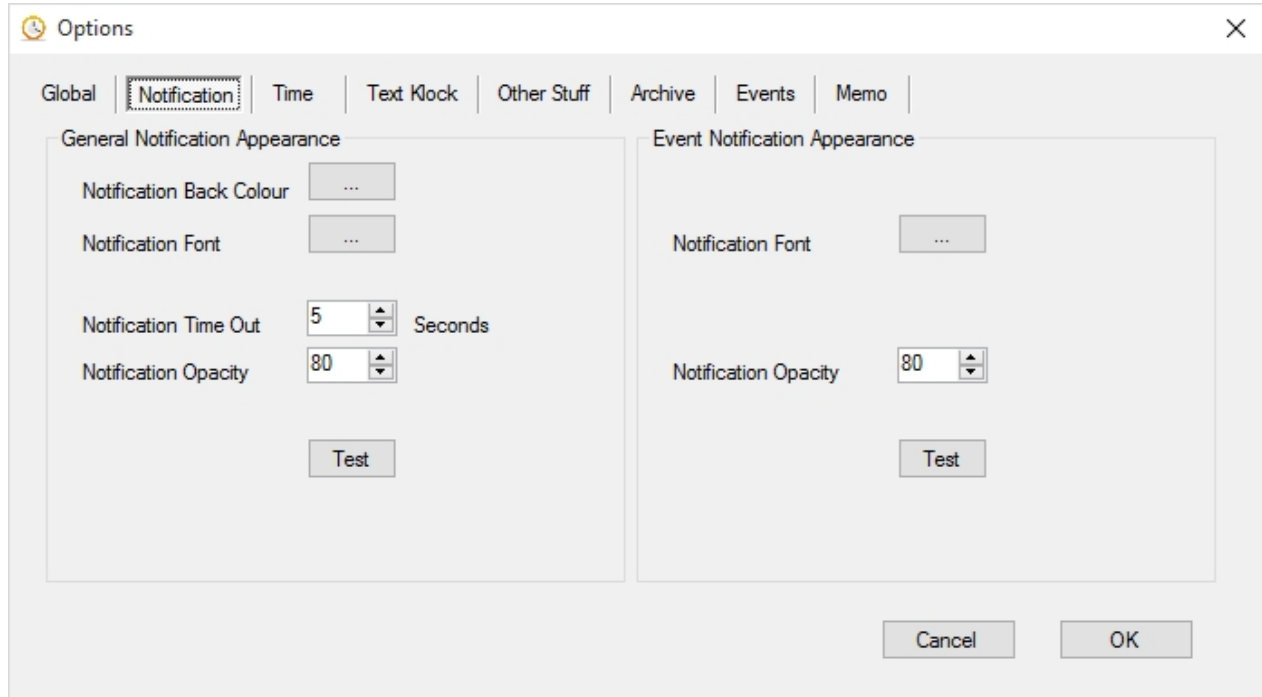 Options
Global Notification Time Text Klock Other Stuff Archive Events Memo
General Notification Appearance
Notification Back Colour ...
Notification Font ...
Notification Time Out 5 Seconds
Notification Opacity 80
Test
Event Notification Appearance
Notification Font ...
Notification Opacity 80
Test
Cancel OK